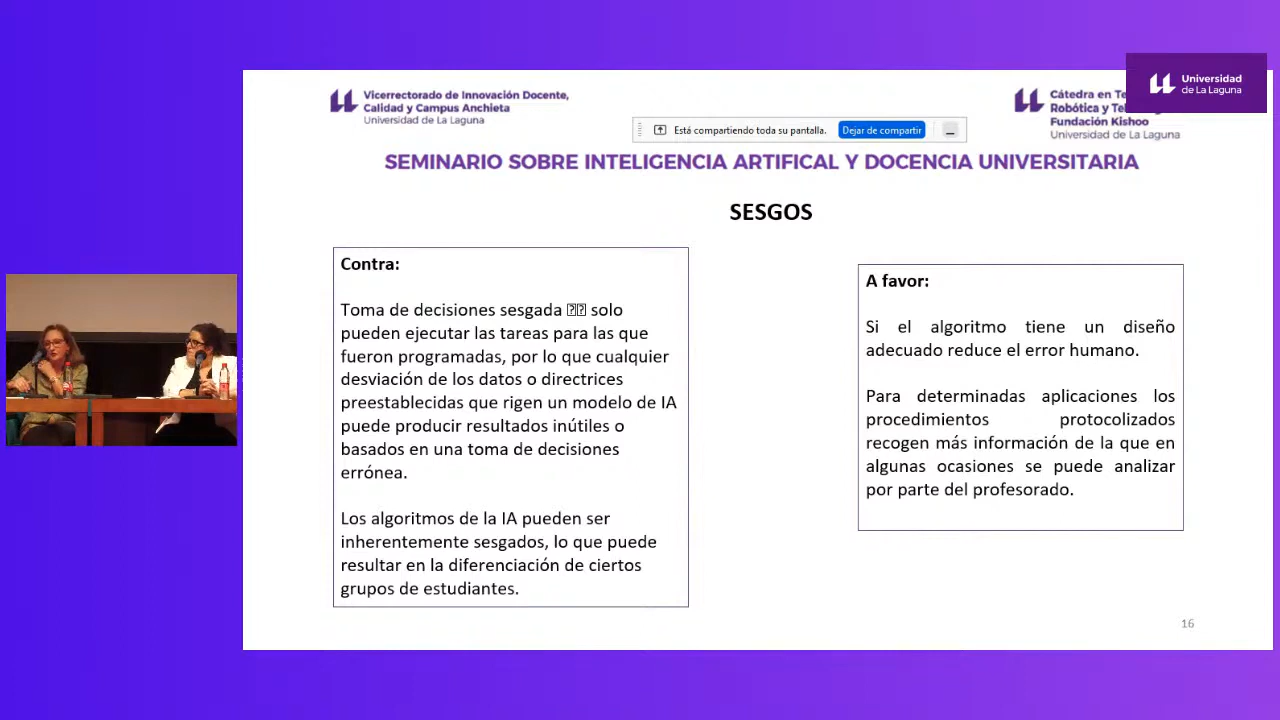 Vicerrectorado de Innovación Docente,
Calidad y Campus Anchieta
Universidad de La Laguna
Cátedra en
Robótica y
Fundación Kishoo
Universidad de La Laguna
Universidad
de La Laguna
Está compartiendo toda su pantalla. Dejar de compartir
SEMINARIO SOBRE INTELIGENCIA ARTIFICAL Y DOCENCIA UNIVERSITARIA
SESGOS
Contra:
Toma de decisiones sesgada solo
pueden ejecutar las tareas para las que
fueron programadas, por lo que cualquier
desviación de los datos o directrices
preestablecidas que rigen un modelo de IA
puede producir resultados inútiles o
basados en una toma de decisiones
errónea.
Los algoritmos de la IA pueden ser
inherentemente sesgados, lo que puede
resultar en la diferenciación de ciertos
grupos de estudiantes.
A favor:
Si el algoritmo tiene un diseño
adecuado reduce el error humano.
Para determinadas aplicaciones los
procedimientos protocolizados
recogen más información de la que en
algunas ocasiones se puede analizar
por parte del profesorado.
16